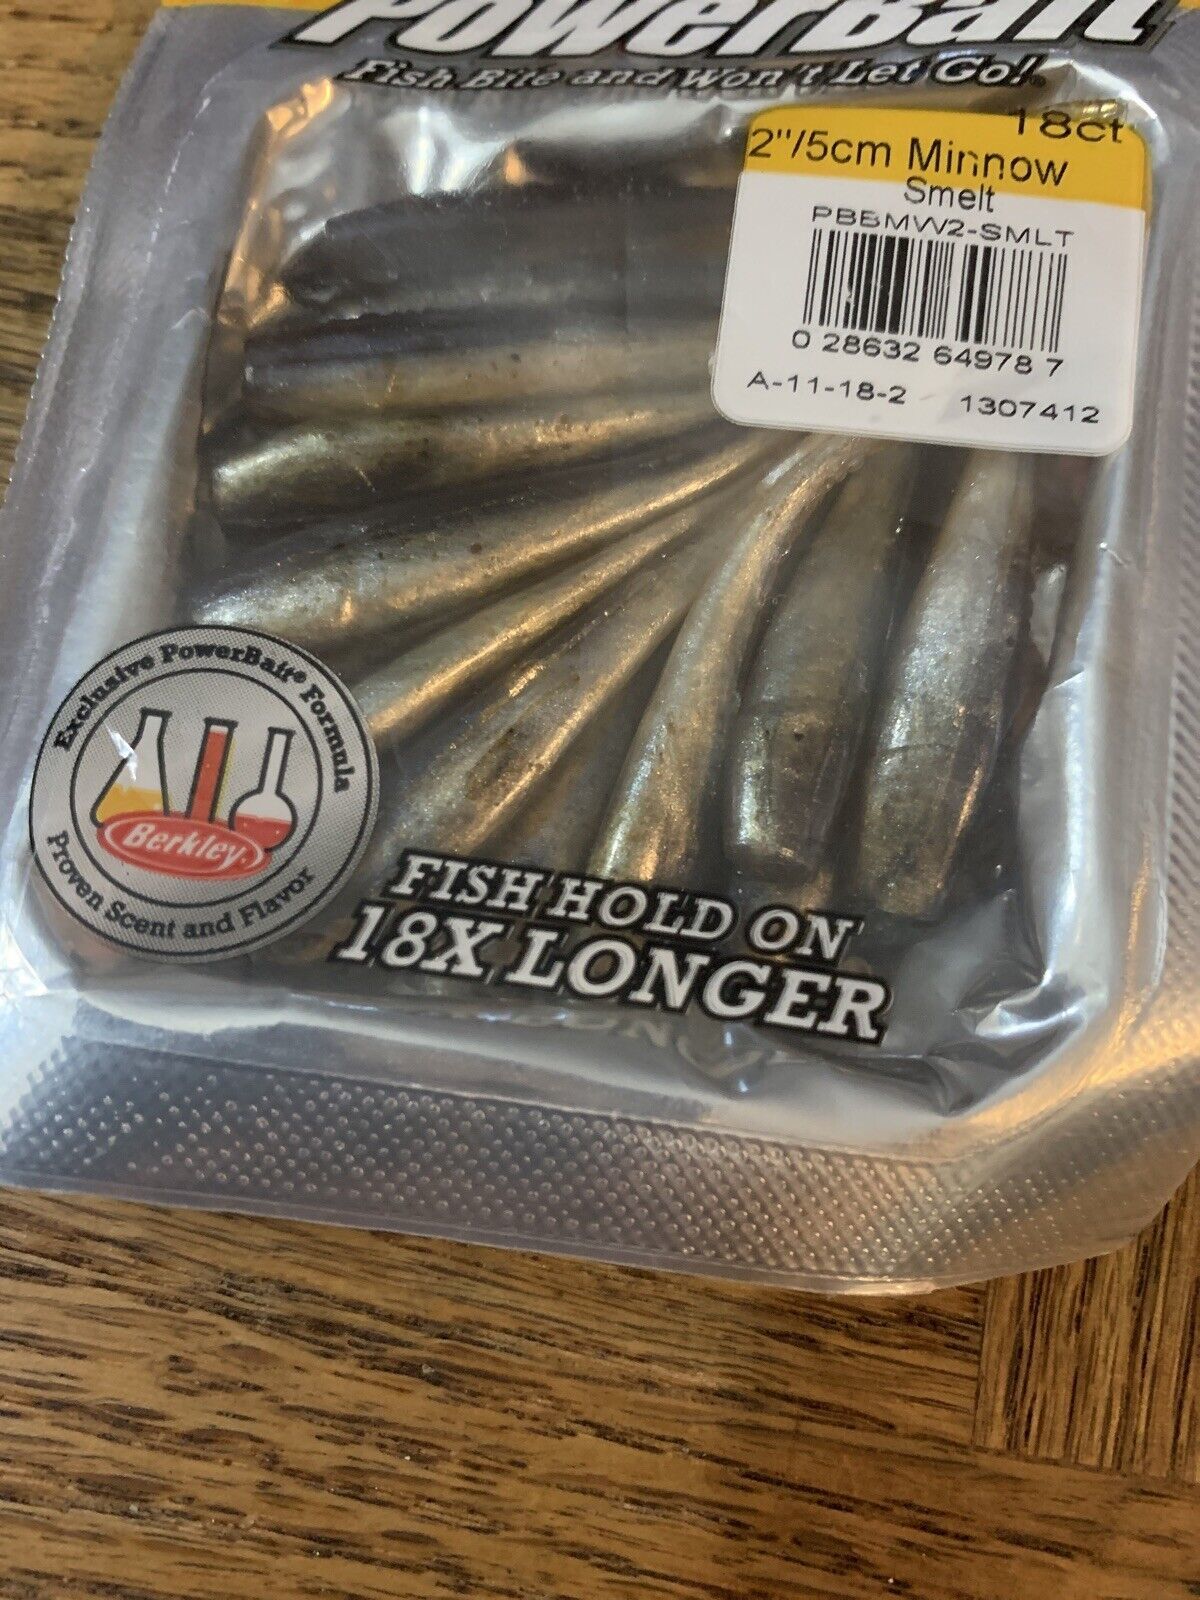 PowerBait
Fish Bite and Won't Let Go!
18ct
2"/5cm Minnow
Smelt
PBBMW2-SMLT
0 28632 64978 7
A-11-18-2 1307412
Exclusive PowerBait® Formula
Berkley®
Proven Scent and Flavor
FISH HOLD ON
18X LONGER